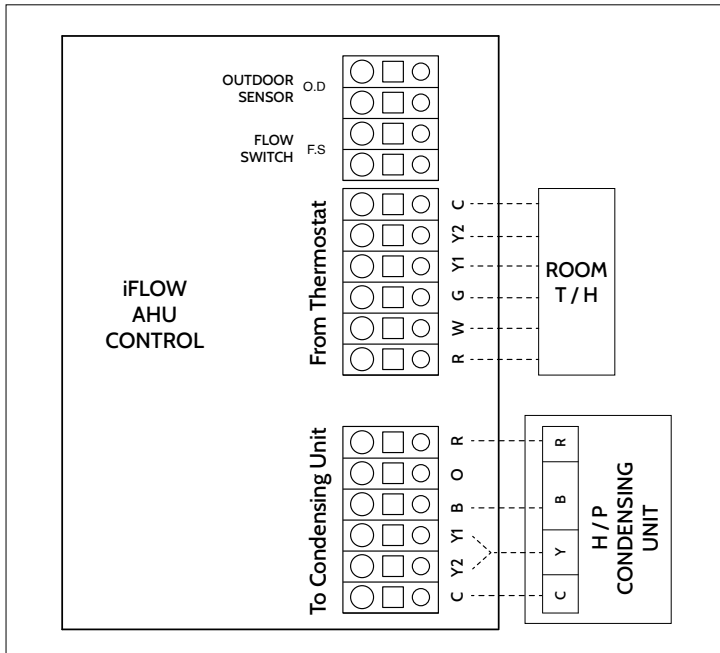 OUTDOOR
SENSOR
O.D
FLOW
SWITCH
F.S
iFLOW
AHU
CONTROL
From Thermostat
C
Y2
Y1
G
W
R
ROOM
T / H
To Condensing Unit
R
O
B
Y1
Y2
C
R
B
Y
C
H / P
CONDENSING
UNIT